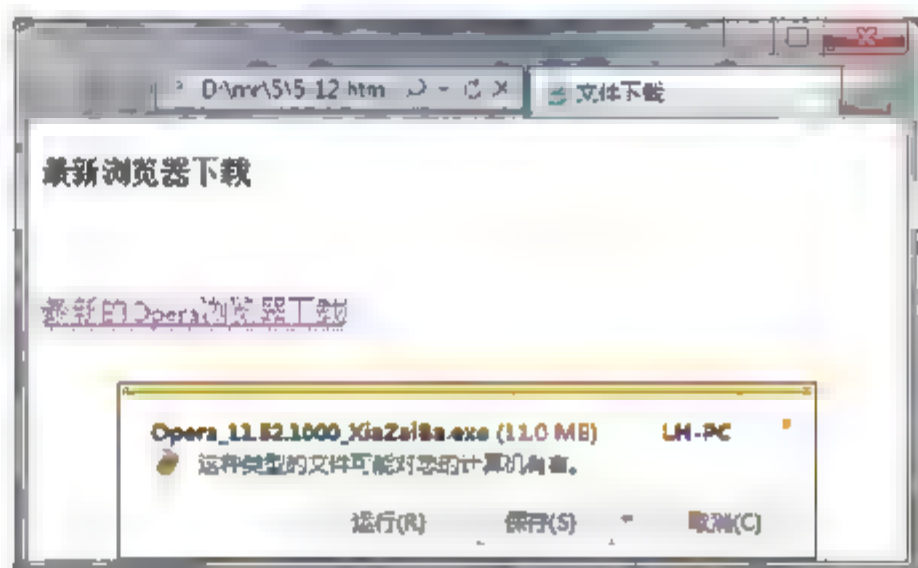 D:\mr\5\5-12.htm
文件下载
最新浏览器下载
最新的Opera浏览器下载
Opera_11.52.1000_XiaZaiBa.exe (11.0 MB) LH-PC
这种类型的文件可能对您的计算机有害。
运行(R) 保存(S) 取消(C)